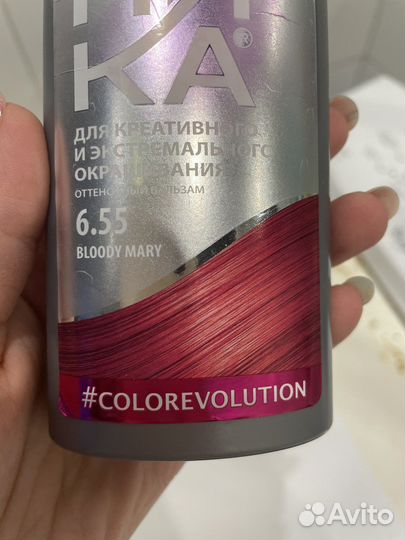 КА®
ДЛЯ КРЕАТИВНОГО
И ЭКСТРЕМАЛЬНОГО
ОКРАШИВАНИЯ
ОТТЕНОЧНЫЙ БАЛЬЗАМ
6.55
BLOODY MARY
#COLOREVOLUTION
Avito